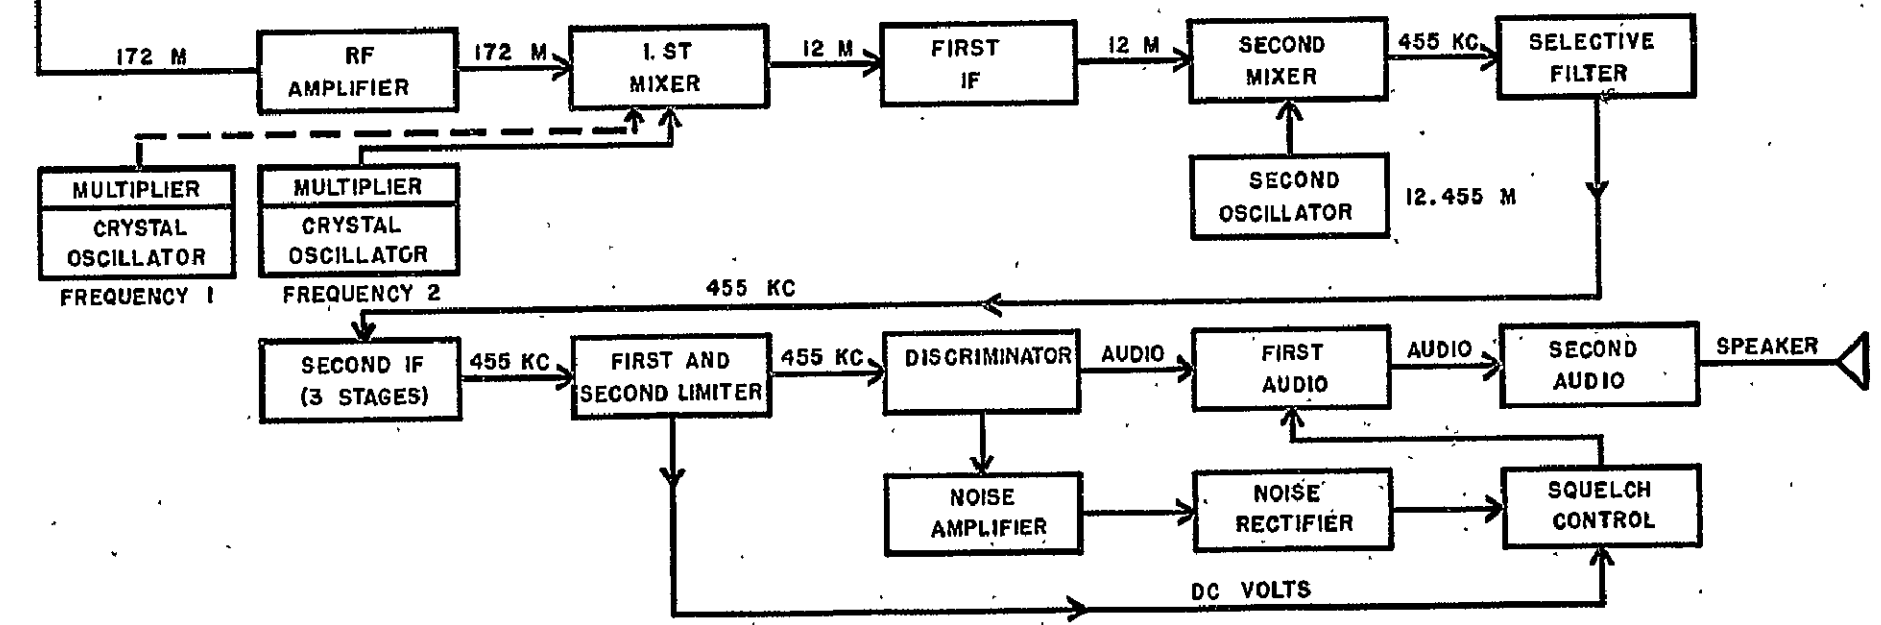 172 M
RF
AMPLIFIER
172 M
1. ST
MIXER
12 M
FIRST
IF
12 M
SECOND
MIXER
455 KC
SELECTIVE
FILTER
MULTIPLIER
CRYSTAL
OSCILLATOR
FREQUENCY 1
MULTIPLIER
CRYSTAL
OSCILLATOR
FREQUENCY 2
SECOND
OSCILLATOR
12.455 M
455 KC
SECOND IF
(3 STAGES)
455 KC
FIRST AND
SECOND LIMITER
455 KC
DISCRIMINATOR
AUDIO
FIRST
AUDIO
AUDIO
SECOND
AUDIO
SPEAKER
NOISE
AMPLIFIER
NOISE
RECTIFIER
SQUELCH
CONTROL
DC VOLTS